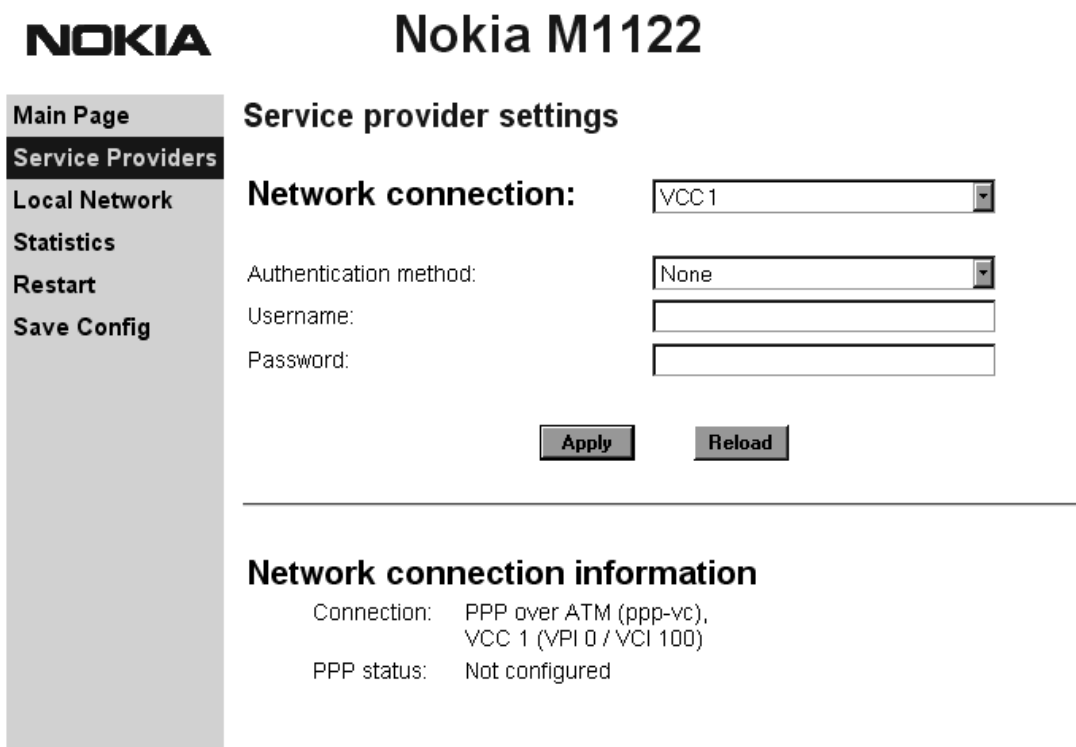 NOKIA
Nokia M1122
Main Page
Service Providers
Local Network
Statistics
Restart
Save Config
Service provider settings
Network connection: VCC1
Authentication method: None
Username:
Password:
Apply Reload
Network connection information
Connection: PPP over ATM (ppp-vc),
VCC 1 (VPI 0 / VCI 100)
PPP status: Not configured